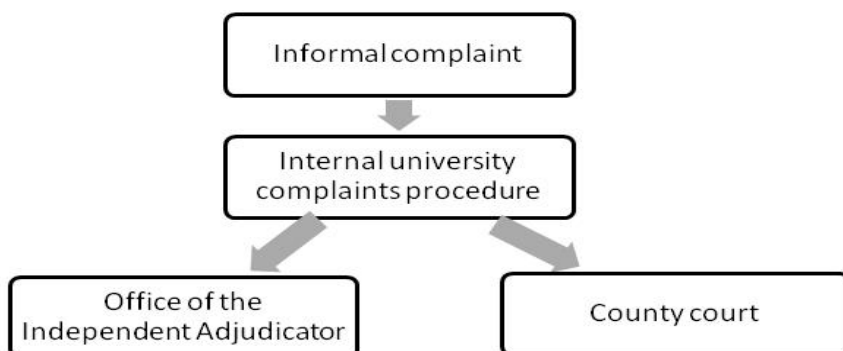 Informal complaint
Internal university
complaints procedure
Office of the
Independent Adjudicator
County court